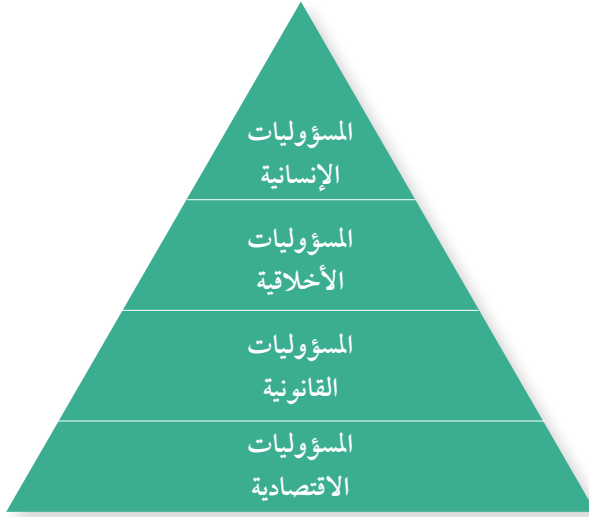 المسؤوليات
الإنسانية
المسؤوليات
الأخلاقية
المسؤوليات
القانونية
المسؤوليات
الاقتصادية